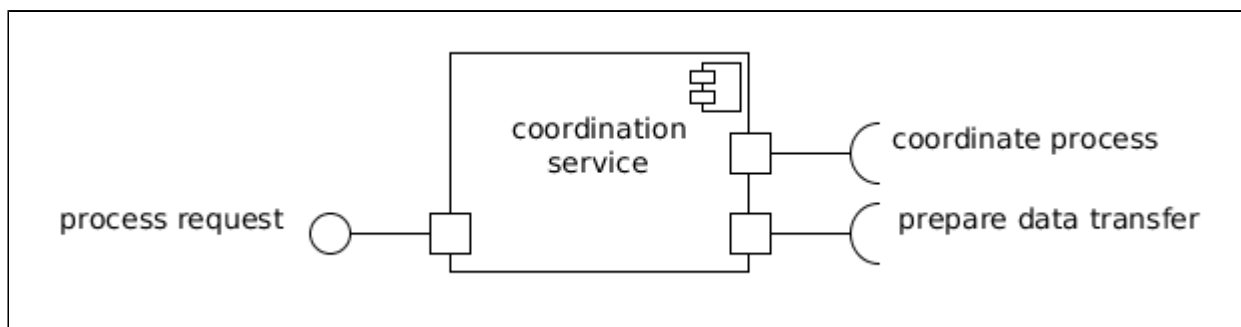 coordination
service
coordinate process
process request
prepare data transfer